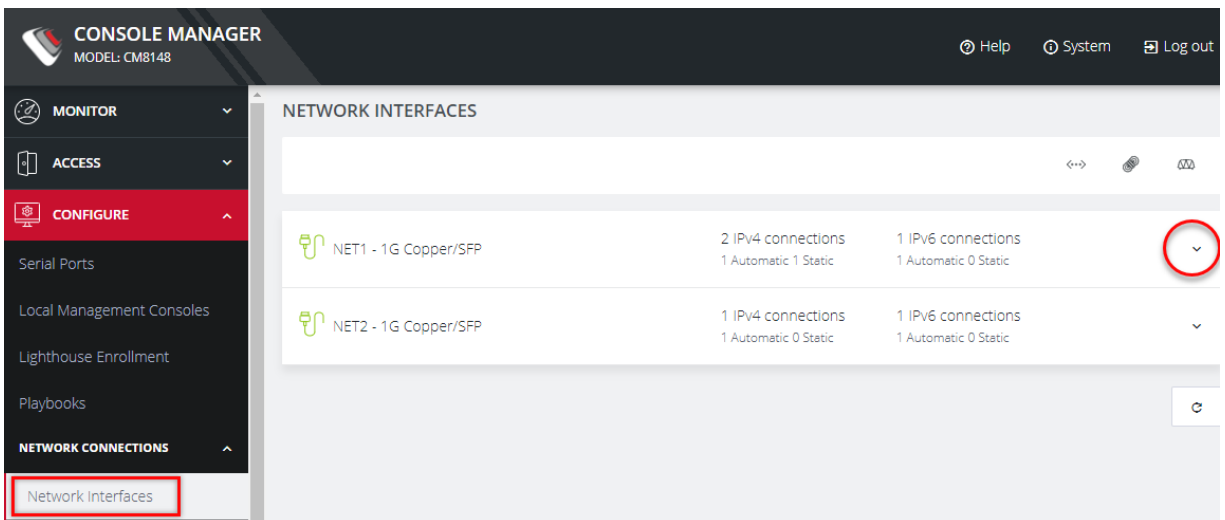 CONSOLE MANAGER
MODEL: CM8148
Help
System
Log out
MONITOR
ACCESS
CONFIGURE
Serial Ports
Local Management Consoles
Lighthouse Enrollment
Playbooks
NETWORK CONNECTIONS
Network Interfaces
NETWORK INTERFACES
NET1 - 1G Copper/SFP
2 IPv4 connections
1 Automatic 1 Static
1 IPv6 connections
1 Automatic 0 Static
NET2 - 1G Copper/SFP
1 IPv4 connections
1 Automatic 0 Static
1 IPv6 connections
1 Automatic 0 Static